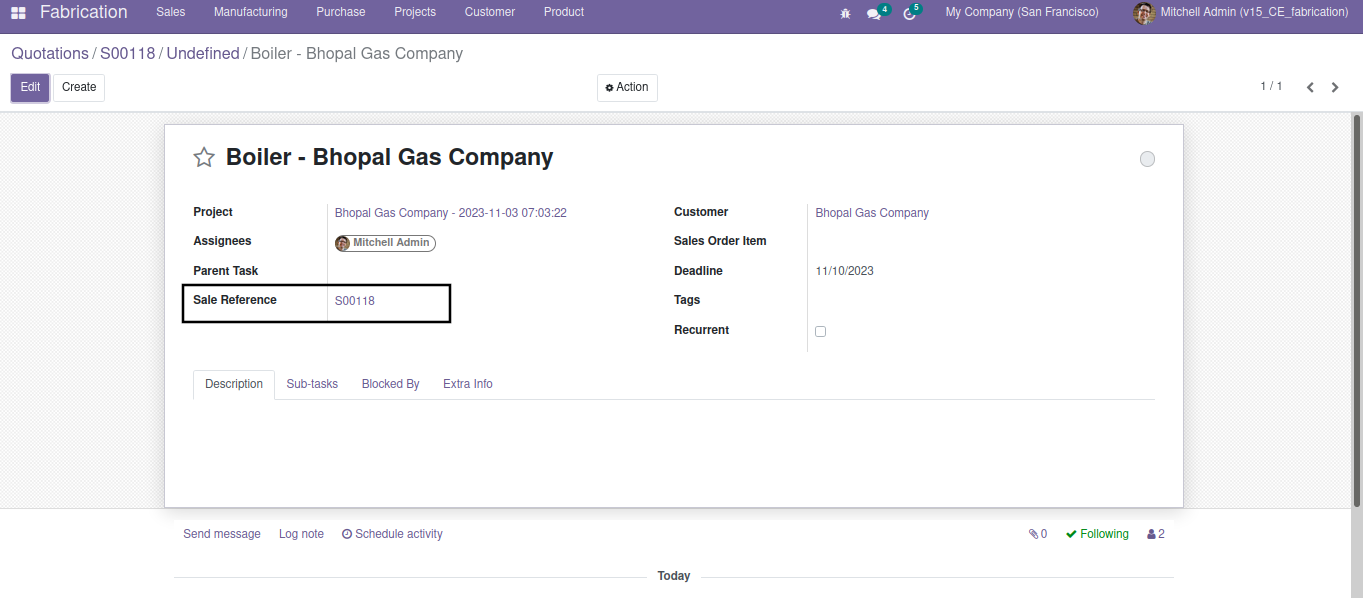 Fabrication Sales Manufacturing Purchase Projects Customer Product 4 5 My Company (San Francisco) Mitchell Admin (v15_CE_fabrication)
Quotations / S00118 / Undefined / Boiler - Bhopal Gas Company
Edit Create Action 1 / 1
Boiler - Bhopal Gas Company
Project Bhopal Gas Company - 2023-11-03 07:03:22 Customer Bhopal Gas Company
Assignees Mitchell Admin Sales Order Item
Parent Task Deadline 11/10/2023
Sale Reference S00118 Tags
Recurrent
Description Sub-tasks Blocked By Extra Info
Send message Log note Schedule activity 0 Following 2
Today